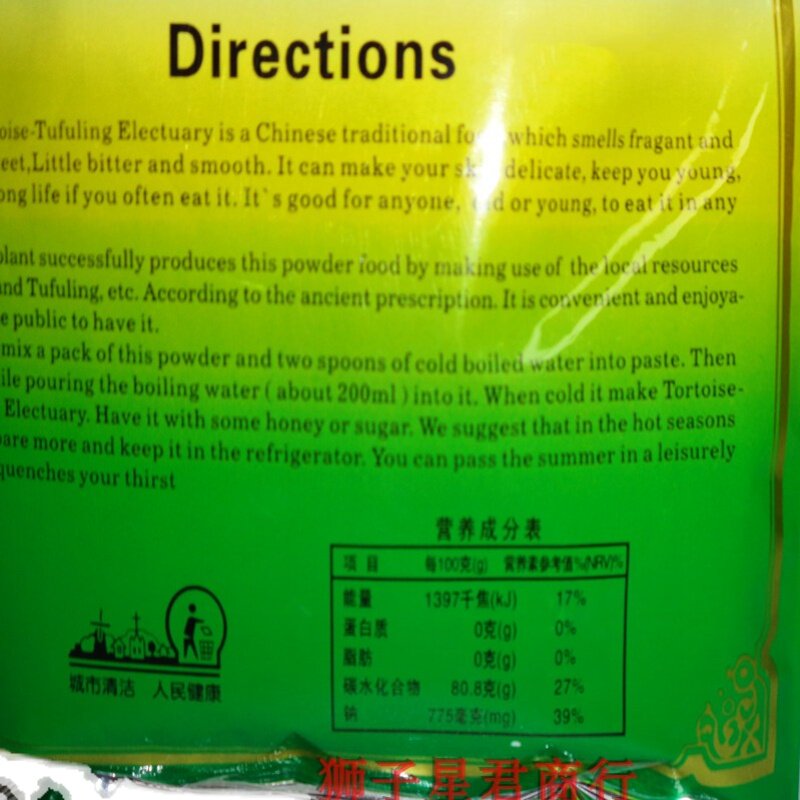 Directions
oise-Tufuling Electuary is a Chinese traditional which smells fragant and
eet,Little bitter and smooth. It can make your delicate, keep you young,
ong life if you often eat it. It`s good for anyone, or young, to eat it in any
plant successfully produces this powder food by making use of the local resources
and Tufuling, etc. According to the ancient prescription. It is convenient and enjoya-
e public to have it.
mix a pack of this powder and two spoons of cold boiled water into paste. Then
ile pouring the boiling water ( about 200ml ) into it. When cold it make Tortoise-
Electuary. Have it with some honey or sugar. We suggest that in the hot seasons
pare more and keep it in the refrigerator. You can pass the summer in a leisurely
quenches your thirst
营养成分表
项目 每100克(g) 营养素参考值%(NRV)%
能量 1397千焦(kJ) 17%
蛋白质 0克(g) 0%
脂肪 0克(g) 0%
碳水化合物 80.8克(g) 27%
钠 775毫克(mg) 39%
城市清洁 人民健康
狮子星君商行